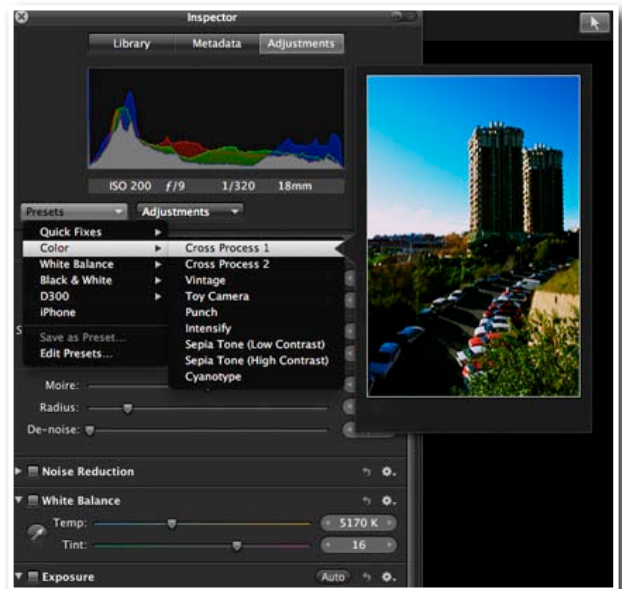 Inspector
Library Metadata Adjustments
ISO 200 ƒ/9 1/320 18mm
Presets Adjustments
Quick Fixes
Color
White Balance
Black & White
D300
iPhone
Save as Preset...
Edit Presets...
Cross Process 1
Cross Process 2
Vintage
Toy Camera
Punch
Intensify
Sepia Tone (Low Contrast)
Sepia Tone (High Contrast)
Cyanotype
S
Moire:
Radius:
De-noise:
Noise Reduction
White Balance
Temp: 5170 K
Tint: 16
Exposure Auto